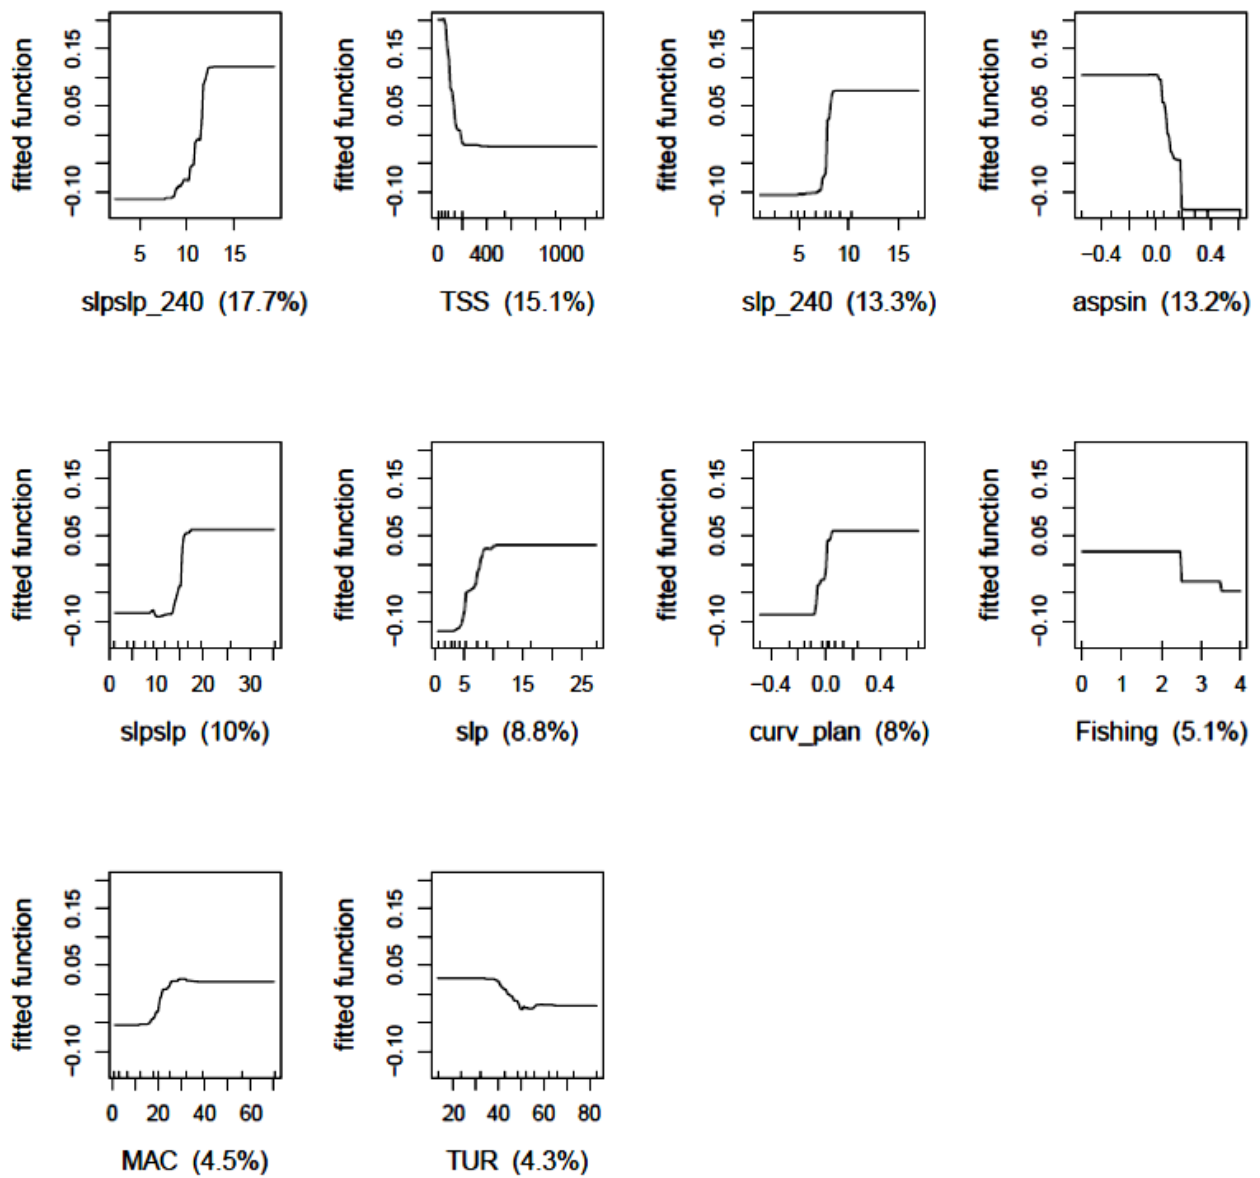 fitted function
0.15
0.05
-0.10
5 10 15
slpslp_240 (17.7%)
fitted function
0.15
0.05
-0.10
0 400 1000
TSS (15.1%)
fitted function
0.15
0.05
-0.10
5 10 15
slp_240 (13.3%)
fitted function
0.15
0.05
-0.10
-0.4 0.0 0.4
aspsin (13.2%)
fitted function
0.15
0.05
-0.10
0 10 20 30
slpslp (10%)
fitted function
0.15
0.05
-0.10
0 5 15 25
slp (8.8%)
fitted function
0.15
0.05
-0.10
-0.4 0.0 0.4
curv_plan (8%)
fitted function
0.15
0.05
-0.10
0 1 2 3 4
Fishing (5.1%)
fitted function
0.15
0.05
-0.10
0 20 40 60
MAC (4.5%)
fitted function
0.15
0.05
-0.10
20 40 60 80
TUR (4.3%)